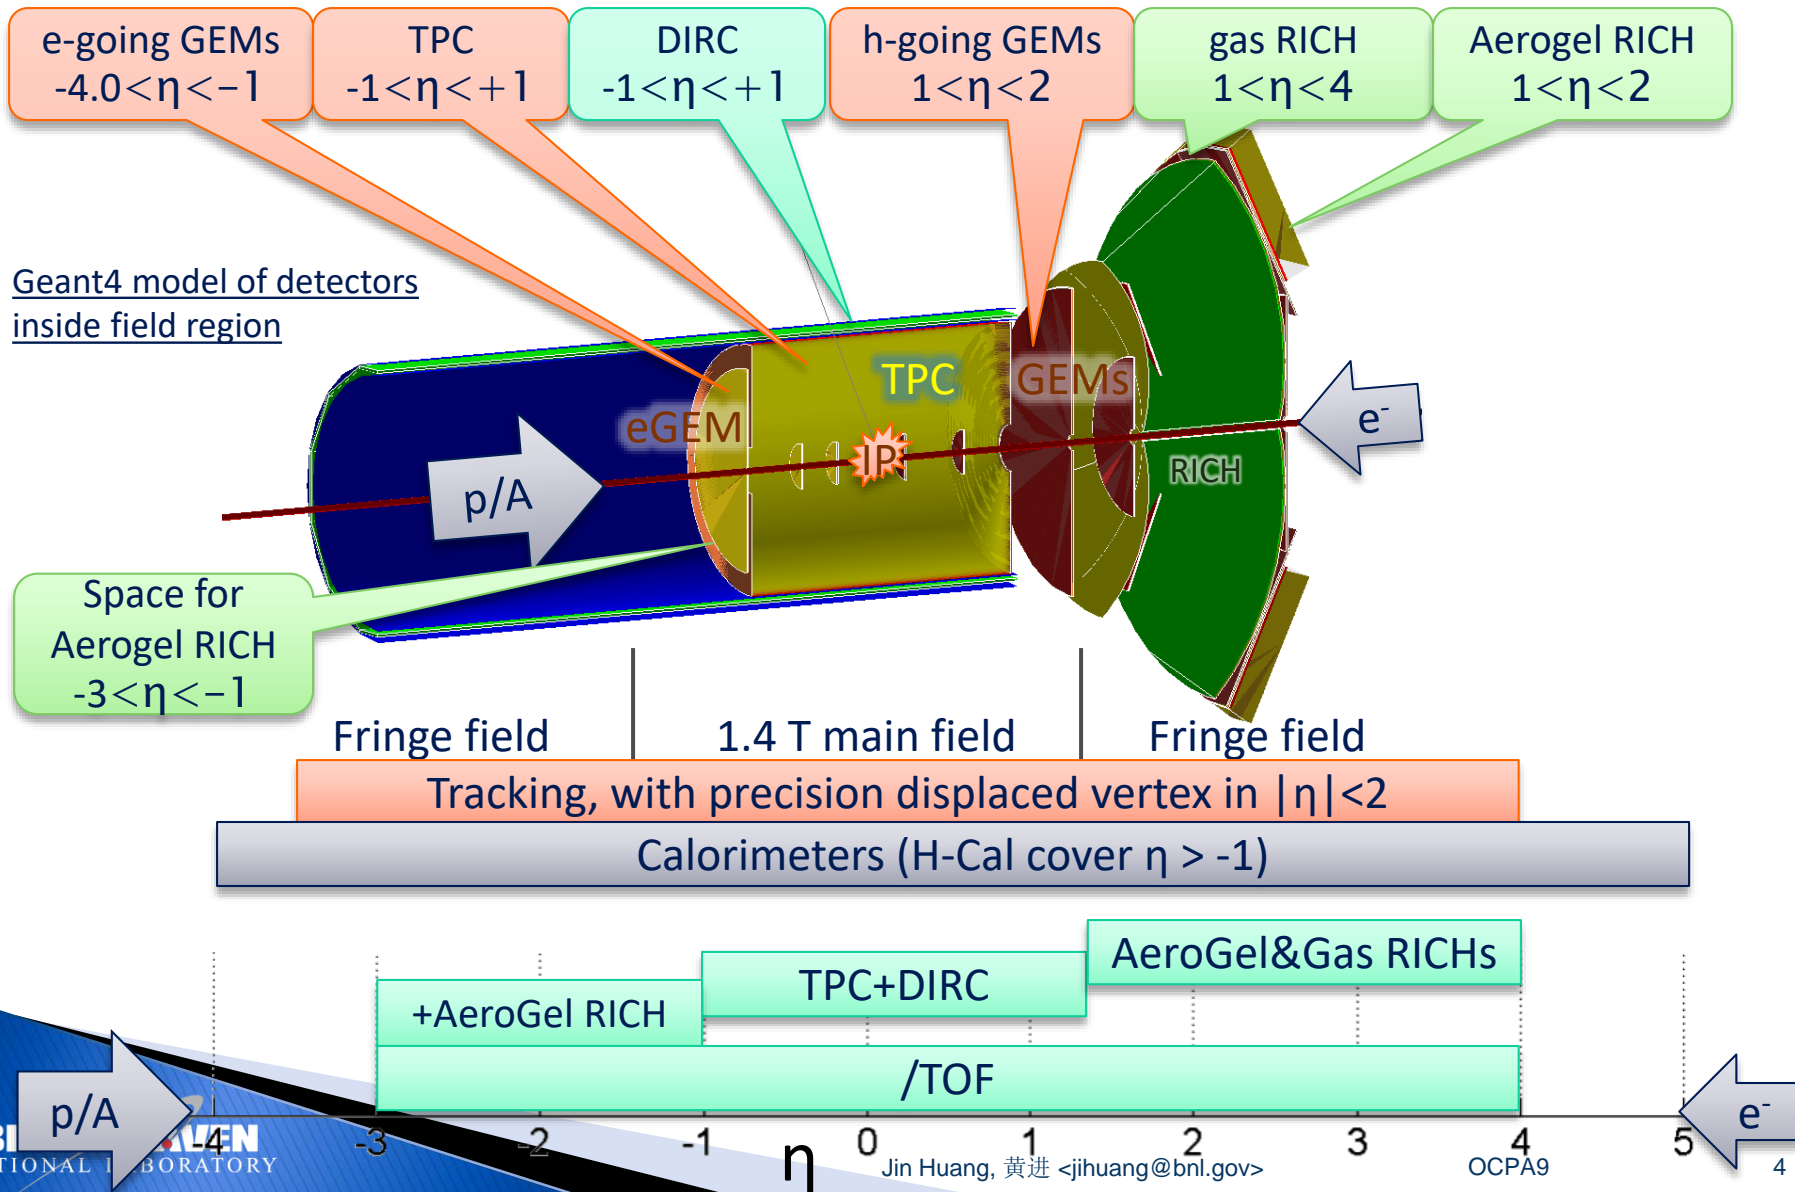 e-going GEMs
-4.0<η<−1
TPC
-1<η<+1
DIRC
-1<η<+1
h-going GEMs
1<η<2
gas RICH
1<η<4
Aerogel RICH
1<η<2
Geant4 model of detectors
inside field region
TPC
GEMs
eGEM
IP
RICH
p/A
e-
Space for
Aerogel RICH
-3<η<−1
Fringe field
1.4 T main field
Fringe field
Tracking, with precision displaced vertex in |η|<2
Calorimeters (H-Cal cover η > -1)
AeroGel&Gas RICHs
TPC+DIRC
+AeroGel RICH
/TOF
p/A
e-
-4 -3 -2 -1 0 1 2 3 4 5
η
Jin Huang, 黄进 <jihuang@bnl.gov>
OCPA9
4